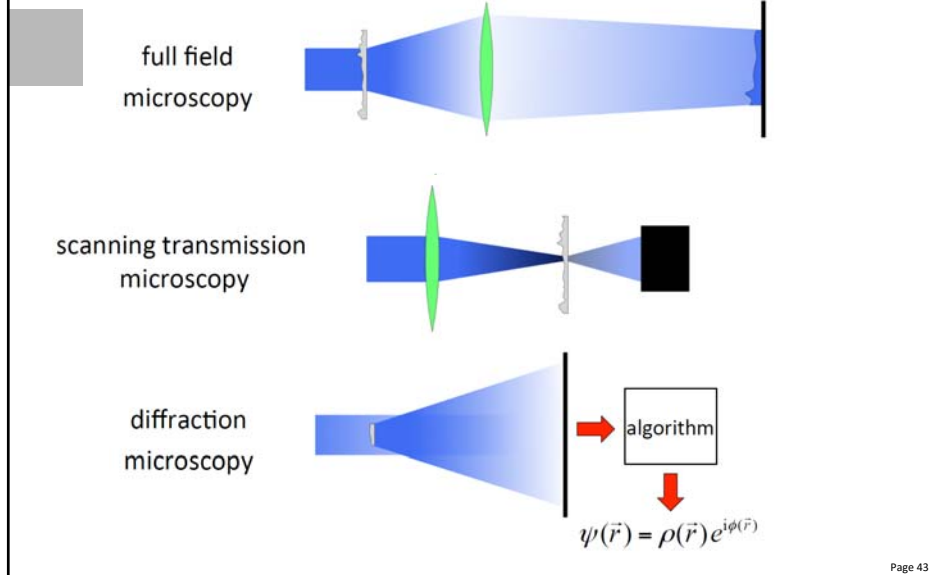 full field
microscopy
scanning transmission
microscopy
diffraction
microscopy
algorithm
ψ(r⃗) = ρ(r⃗)e^{iϕ(r⃗)}
Page 43